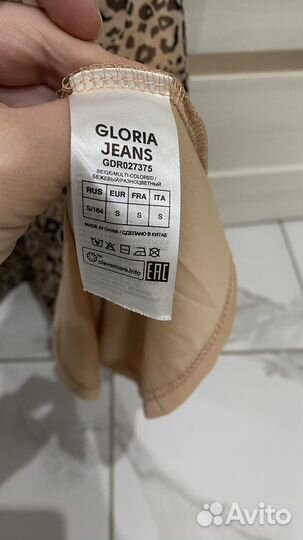 GLORIA
JEANS
GDR027375
BEIGE/MULTI-COLORED /
БЕЖЕВЫЙ/РАЗНОЦВЕТНЫЙ
RUS EUR FRA ITA
S/164 S S S
MADE IN CHINA / СДЕЛАНО В КИТАЕ
clevercare.info
EAC
Avito